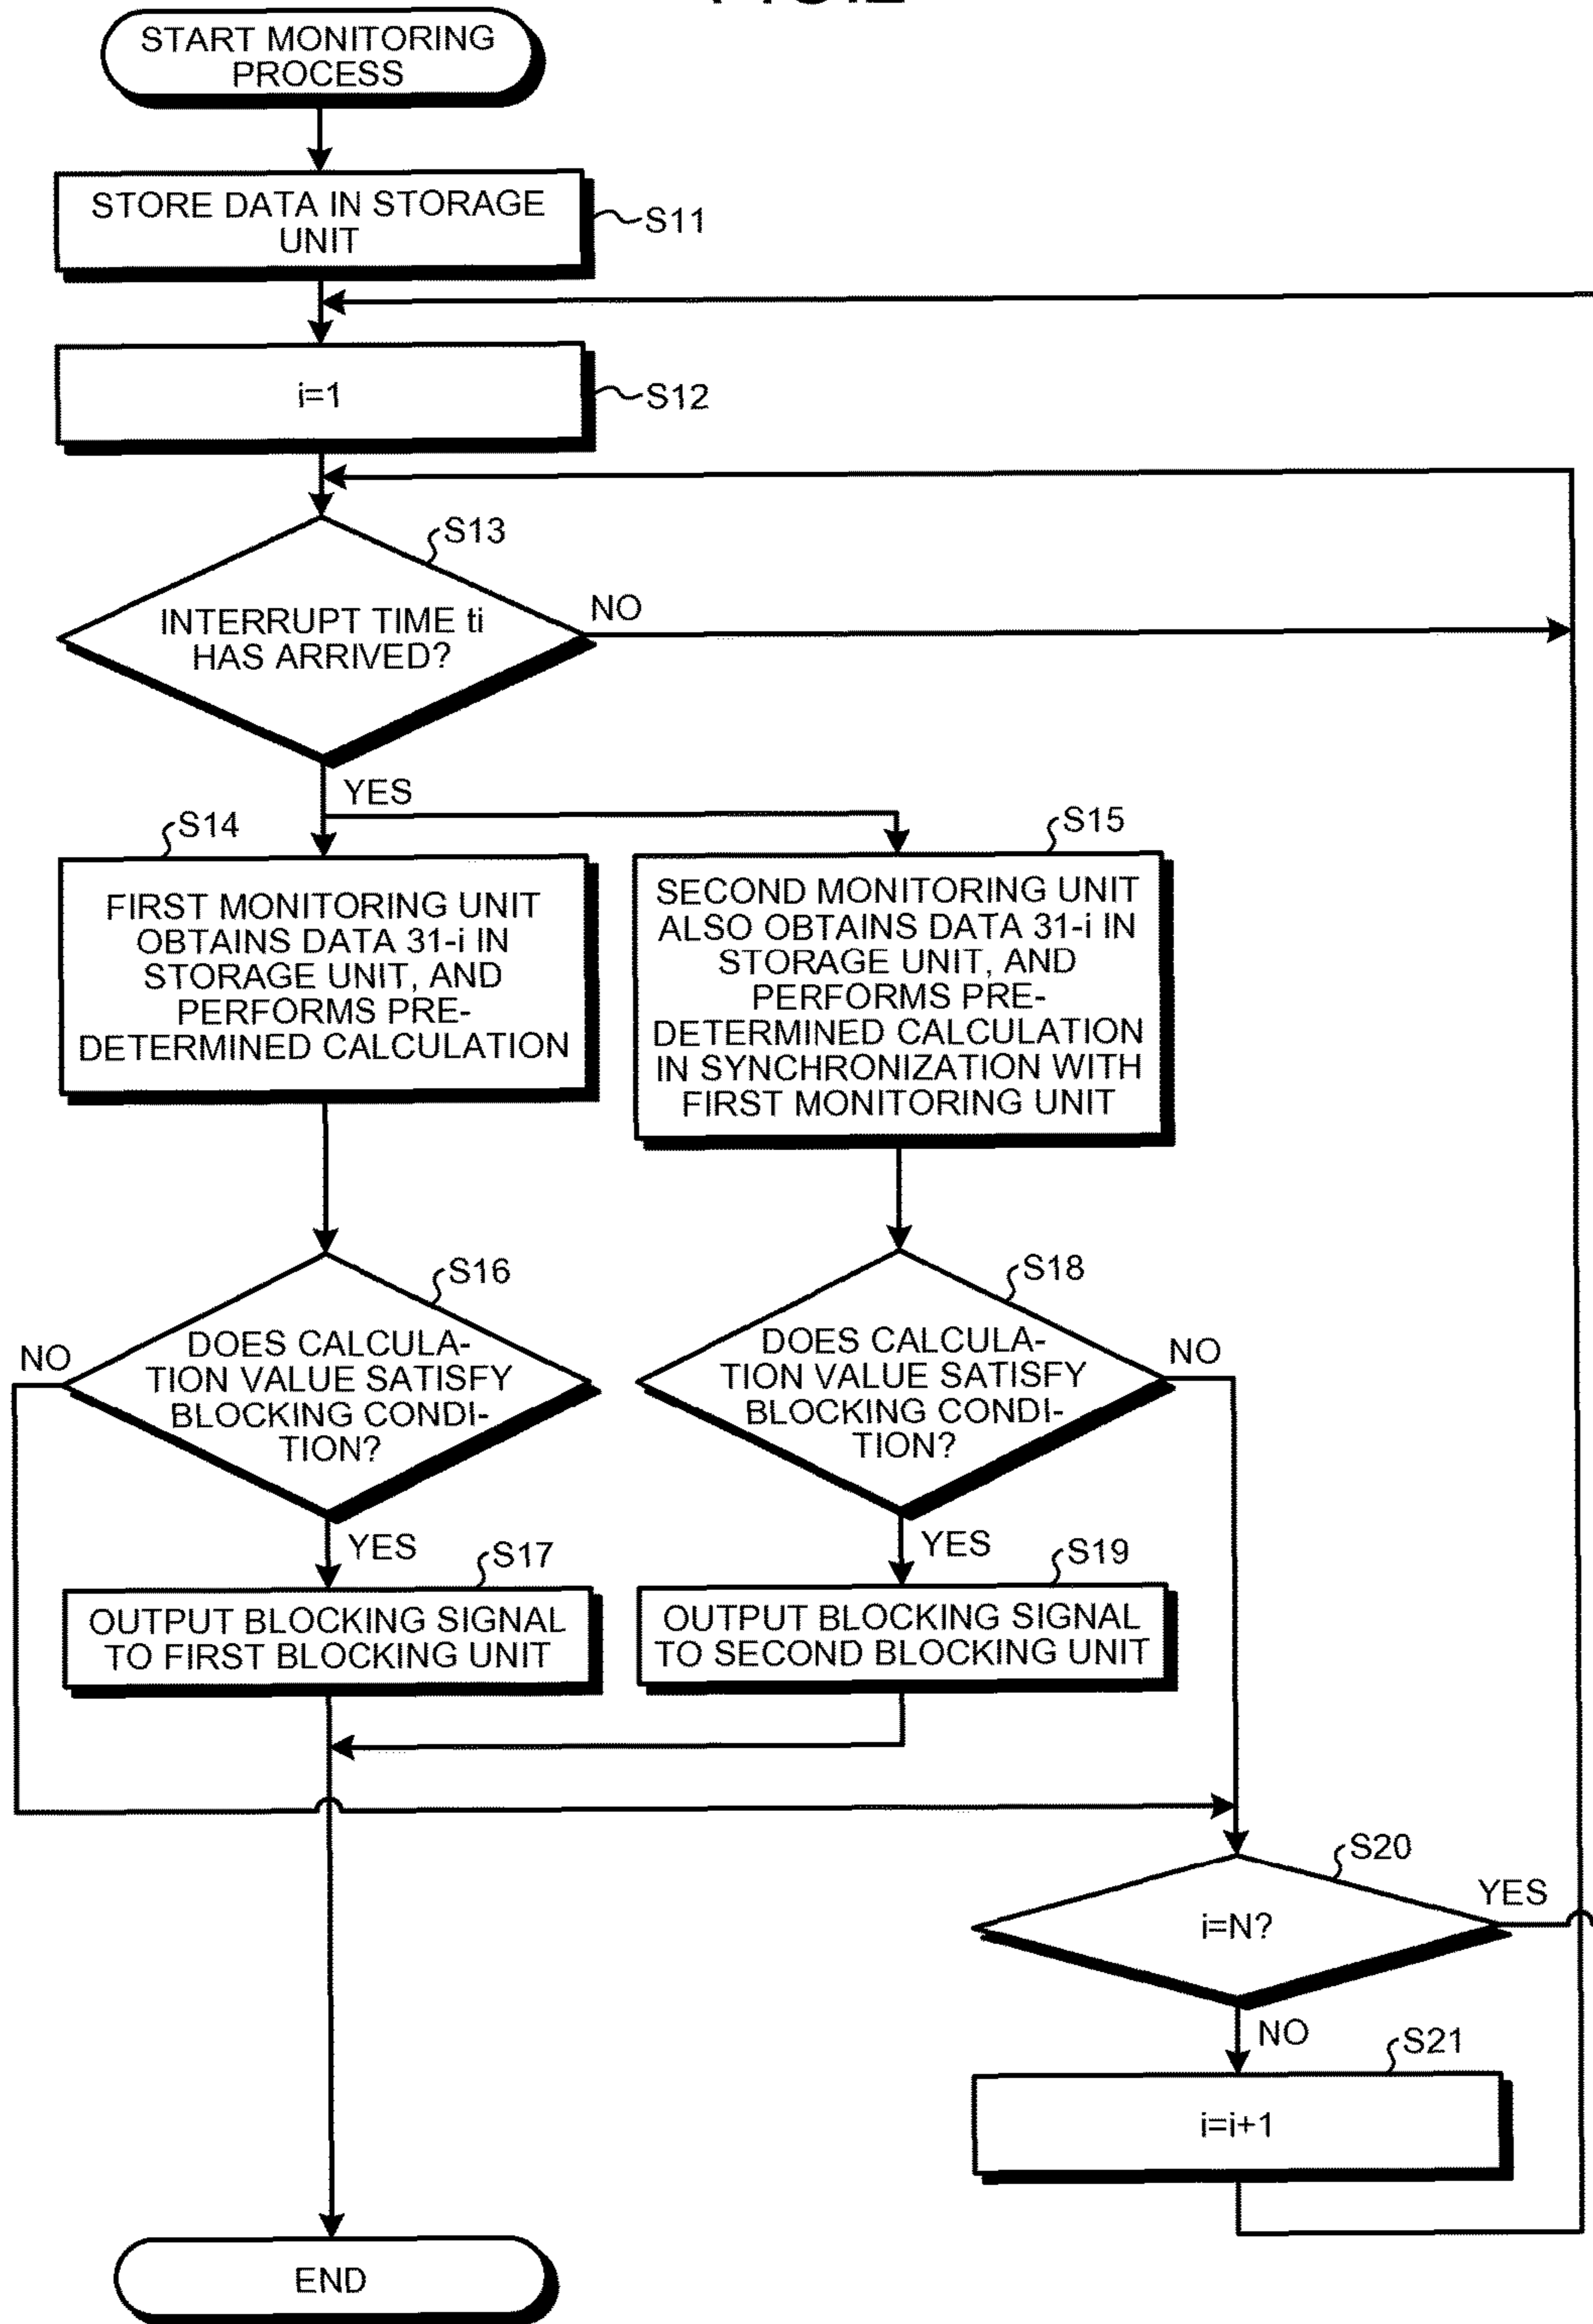 START MONITORING
PROCESS
STORE DATA IN STORAGE
UNIT
S11
i=1
S12
S13
INTERRUPT TIME ti
HAS ARRIVED?
NO
YES
S14
FIRST MONITORING UNIT
OBTAINS DATA 31-i IN
STORAGE UNIT, AND
PERFORMS PRE-
DETERMINED CALCULATION
S15
SECOND MONITORING UNIT
ALSO OBTAINS DATA 31-i IN
STORAGE UNIT, AND
PERFORMS PRE-
DETERMINED CALCULATION
IN SYNCHRONIZATION WITH
FIRST MONITORING UNIT
S16
NO
DOES CALCULA-
TION VALUE SATISFY
BLOCKING CONDI-
TION?
YES
S18
DOES CALCULA-
TION VALUE SATISFY
BLOCKING CONDI-
TION?
NO
YES
S17
OUTPUT BLOCKING SIGNAL
TO FIRST BLOCKING UNIT
S19
OUTPUT BLOCKING SIGNAL
TO SECOND BLOCKING UNIT
S20
i=N?
YES
NO
S21
i=i+1
END